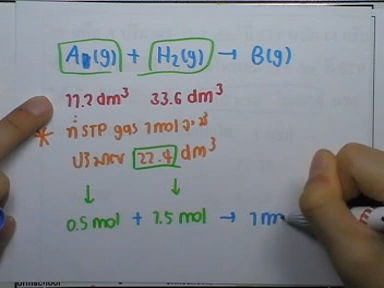 A(g) + H₂(g) → B(g)
11.2 dm³ 33.6 dm³
* ที่ STP gas 1 mol จะมี
ปริมาตร 22.4 dm³
↓ ↓
0.5 mol + 1.5 mol → 1 m